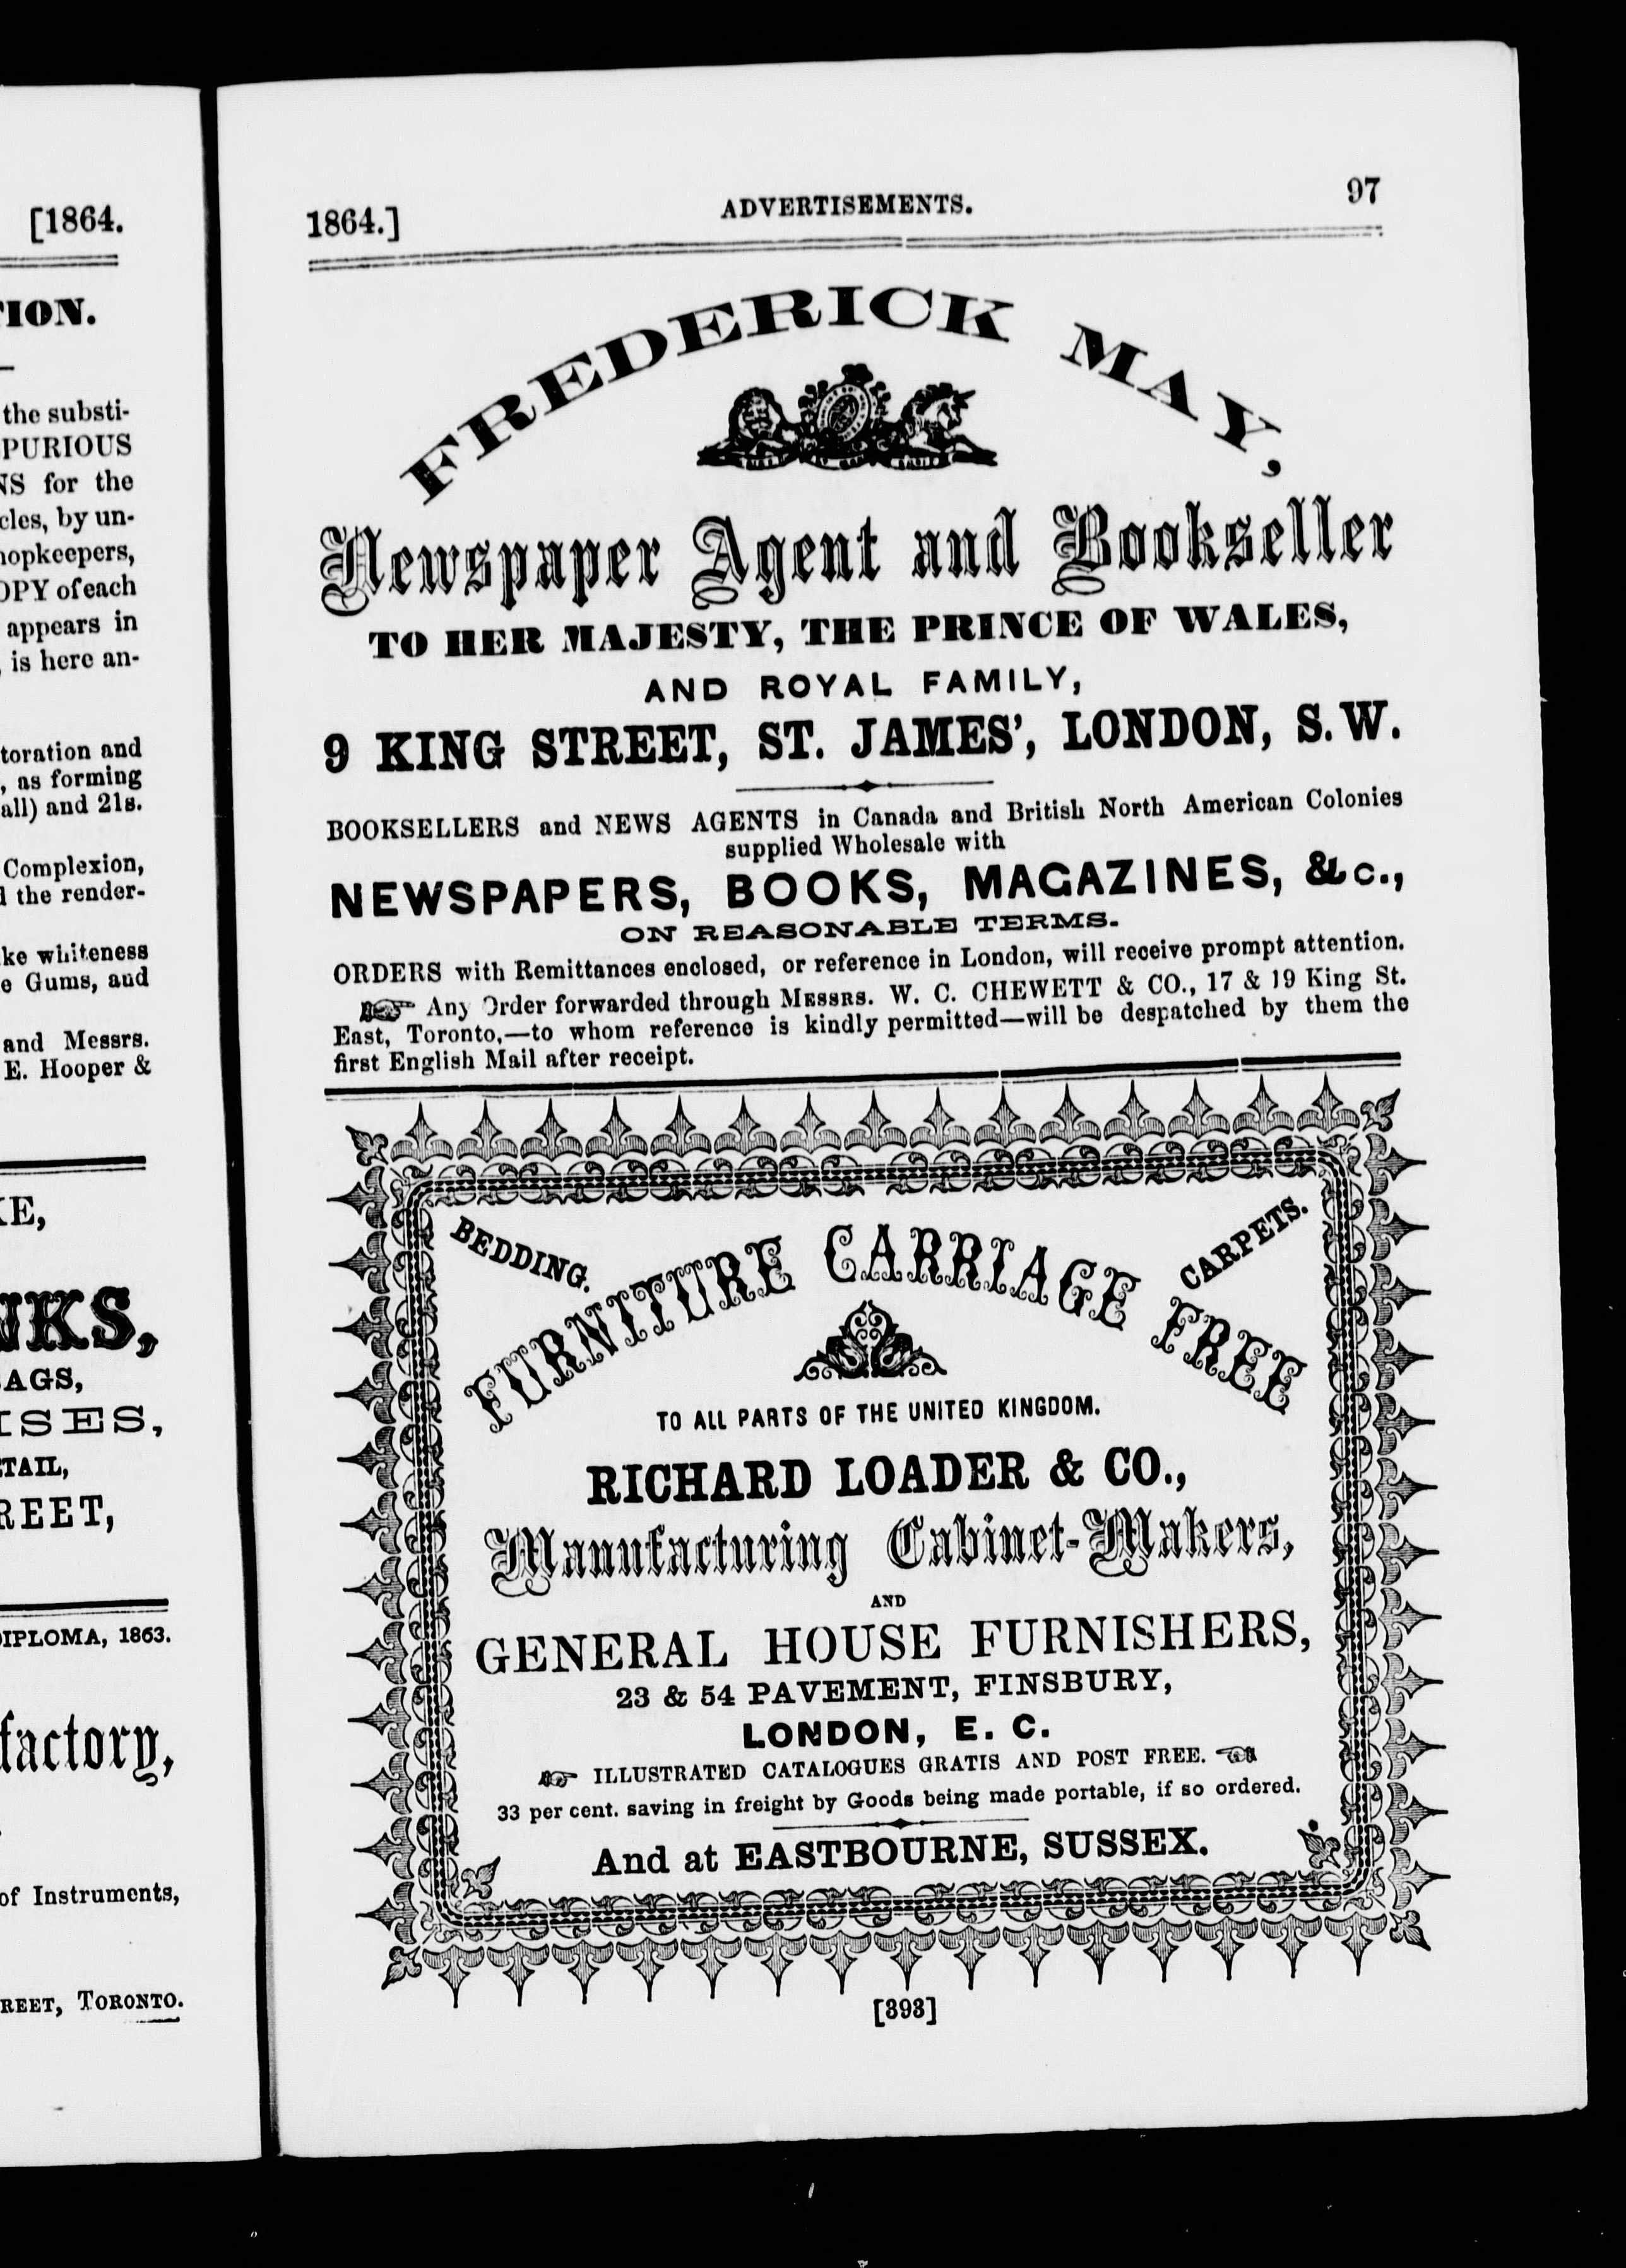 [1864.
TION.
the substi-
PURIOUS
NS for the
cles, by un-
hopkeepers,
OPY of each
appears in
, is here an-
toration and
, as forming
all) and 21s.
Complexion,
d the render-
ke whiteness
e Gums, and
and Messrs.
E. Hooper &
KE,
NKS,
BAGS,
ISES,
ETAIL,
REET,
DIPLOMA, 1863.
factory,
of Instruments,
REET, TORONTO.
1864.] ADVERTISEMENTS. 97
FREDERICK MAY,
Newspaper Agent and Bookseller
TO HER MAJESTY, THE PRINCE OF WALES,
AND ROYAL FAMILY,
9 KING STREET, ST. JAMES', LONDON, S.W.
BOOKSELLERS and NEWS AGENTS in Canada and British North American Colonies
supplied Wholesale with
NEWSPAPERS, BOOKS, MAGAZINES, &c.,
ON REASONABLE TERMS.
ORDERS with Remittances enclosed, or reference in London, will receive prompt attention.
☞ Any Order forwarded through MESSRS. W. C. CHEWETT & CO., 17 & 19 King St.
East, Toronto,—to whom reference is kindly permitted—will be despatched by them the
first English Mail after receipt.
BEDDING. CARPETS.
FURNITURE CARRIAGE FREE
TO ALL PARTS OF THE UNITED KINGDOM.
RICHARD LOADER & CO.,
Manufacturing Cabinet-Makers,
AND
GENERAL HOUSE FURNISHERS,
23 & 54 PAVEMENT, FINSBURY,
LONDON, E. C.
☞ ILLUSTRATED CATALOGUES GRATIS AND POST FREE. ☜
33 per cent. saving in freight by Goods being made portable, if so ordered.
And at EASTBOURNE, SUSSEX.
[393]